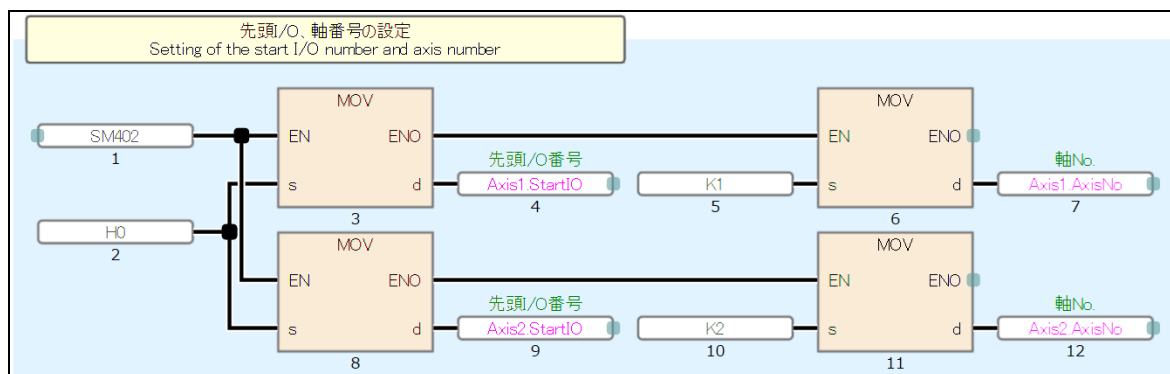 先頭I/O、軸番号の設定
Setting of the start I/O number and axis number
MOV
MOV
SM402
EN
ENO
EN
ENO
1
先頭I/O番号
軸No.
s
d
Axis1.StartIO
K1
s
d
Axis1.AxisNo
3
4
5
6
7
H0
2
MOV
MOV
EN
ENO
EN
ENO
先頭I/O番号
軸No.
s
d
Axis2.StartIO
K2
s
d
Axis2.AxisNo
8
9
10
11
12